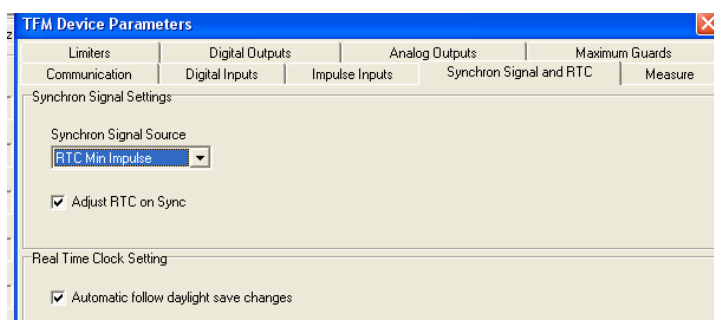 TFM Device Parameters
z
Limiters Digital Outputs Analog Outputs Maximum Guards
Communication Digital Inputs Impulse Inputs Synchron Signal and RTC Measure
Synchron Signal Settings
Synchron Signal Source
RTC Min Impulse
Adjust RTC on Sync
Real Time Clock Setting
Automatic follow daylight save changes